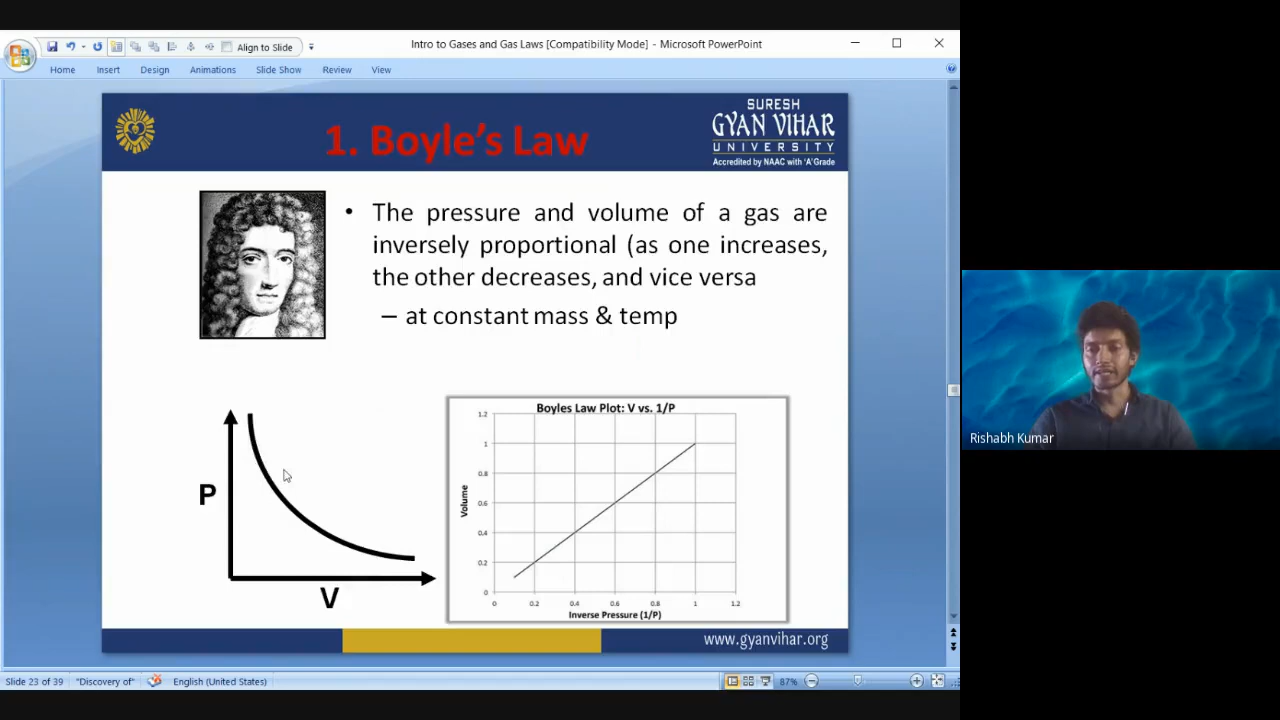 Align to Slide
Intro to Gases and Gas Laws [Compatibility Mode] - Microsoft PowerPoint
Home Insert Design Animations Slide Show Review View
1. Boyle's Law
SURESH
GYAN VIHAR
UNIVERSITY
Accredited by NAAC with 'A' Grade
• The pressure and volume of a gas are
inversely proportional (as one increases,
the other decreases, and vice versa
– at constant mass & temp
P
V
Boyles Law Plot: V vs. 1/P
Volume
1.2
1
0.8
0.6
0.4
0.2
0
0 0.2 0.4 0.6 0.8 1 1.2
Inverse Pressure (1/P)
www.gyanvihar.org
Rishabh Kumar
Slide 23 of 39 "Discovery of" English (United States) 87%